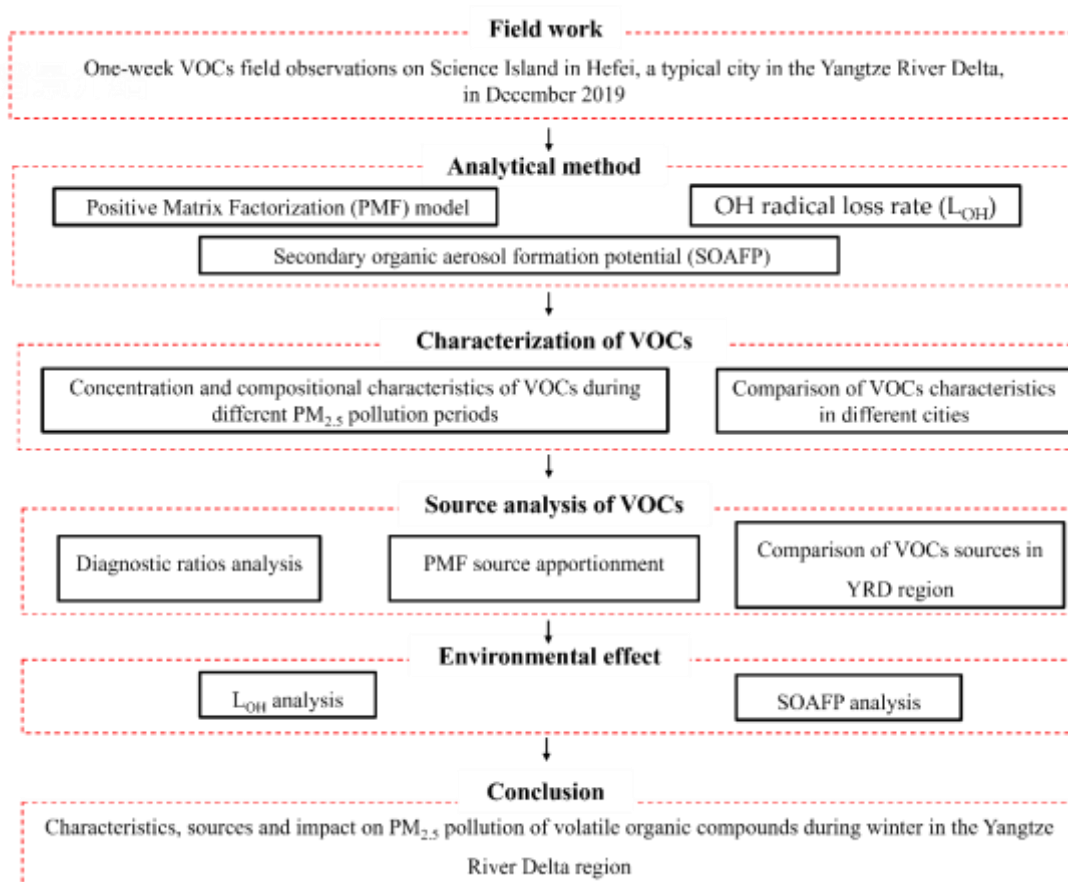 Field work
One-week VOCs field observations on Science Island in Hefei, a typical city in the Yangtze River Delta,
in December 2019
Analytical method
Positive Matrix Factorization (PMF) model
OH radical loss rate (L_OH)
Secondary organic aerosol formation potential (SOAFP)
Characterization of VOCs
Concentration and compositional characteristics of VOCs during
different PM₂.₅ pollution periods
Comparison of VOCs characteristics
in different cities
Source analysis of VOCs
Diagnostic ratios analysis
PMF source apportionment
Comparison of VOCs sources in
YRD region
Environmental effect
L_OH analysis
SOAFP analysis
Conclusion
Characteristics, sources and impact on PM₂.₅ pollution of volatile organic compounds during winter in the Yangtze
River Delta region